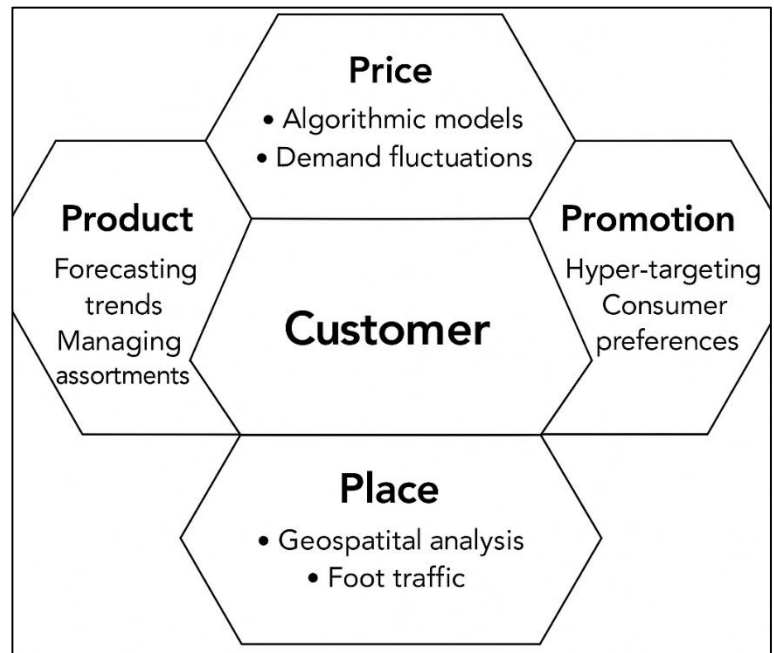 Price
• Algorithmic models
• Demand fluctuations
Product
Forecasting
trends
Managing
assortments
Customer
Promotion
Hyper-targeting
Consumer
preferences
Place
• Geospatital analysis
• Foot traffic